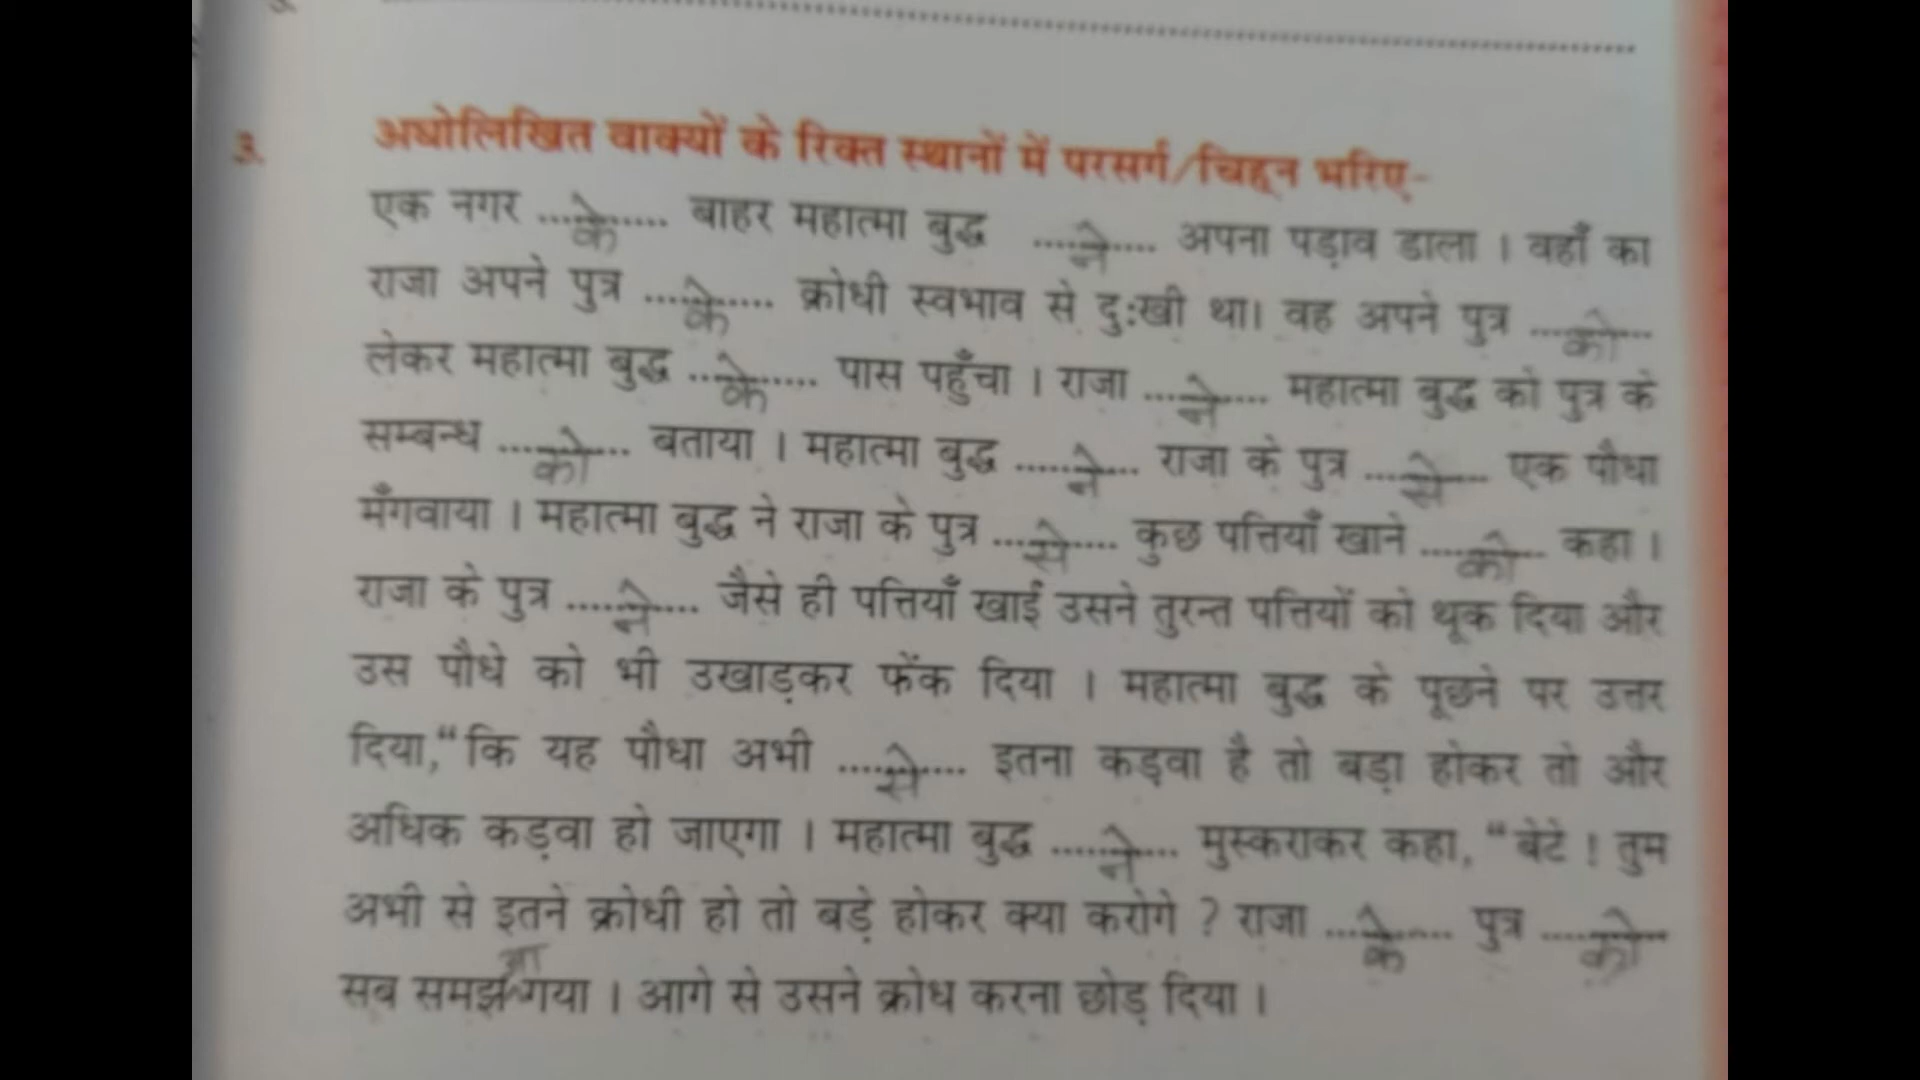 3. अधोलिखित वाक्यों के रिक्त स्थानों में परसर्ग/चिह्न भरिए-
एक नगर ....के.... बाहर महात्मा बुद्ध ....ने.... अपना पड़ाव डाला । वहाँ का
राजा अपने पुत्र ....के.... क्रोधी स्वभाव से दुःखी था। वह अपने पुत्र ....को....
लेकर महात्मा बुद्ध ....के.... पास पहुँचा । राजा ....ने.... महात्मा बुद्ध को पुत्र के
सम्बन्ध ....को.... बताया । महात्मा बुद्ध ....ने.... राजा के पुत्र ....से.... एक पौधा
मँगवाया । महात्मा बुद्ध ने राजा के पुत्र ....से.... कुछ पत्तियाँ खाने ....को.... कहा ।
राजा के पुत्र ....ने.... जैसे ही पत्तियाँ खाईं उसने तुरन्त पत्तियों को थूक दिया और
उस पौधे को भी उखाड़कर फेंक दिया । महात्मा बुद्ध के पूछने पर उत्तर
दिया,“कि यह पौधा अभी ....से.... इतना कड़वा है तो बड़ा होकर तो और
अधिक कड़वा हो जाएगा । महात्मा बुद्ध ....ने.... मुस्कराकर कहा, “बेटे ! तुम
अभी से इतने क्रोधी हो तो बड़े होकर क्या करोगे ? राजा ....के.... पुत्र ....को....
सब समझ आ गया । आगे से उसने क्रोध करना छोड़ दिया ।